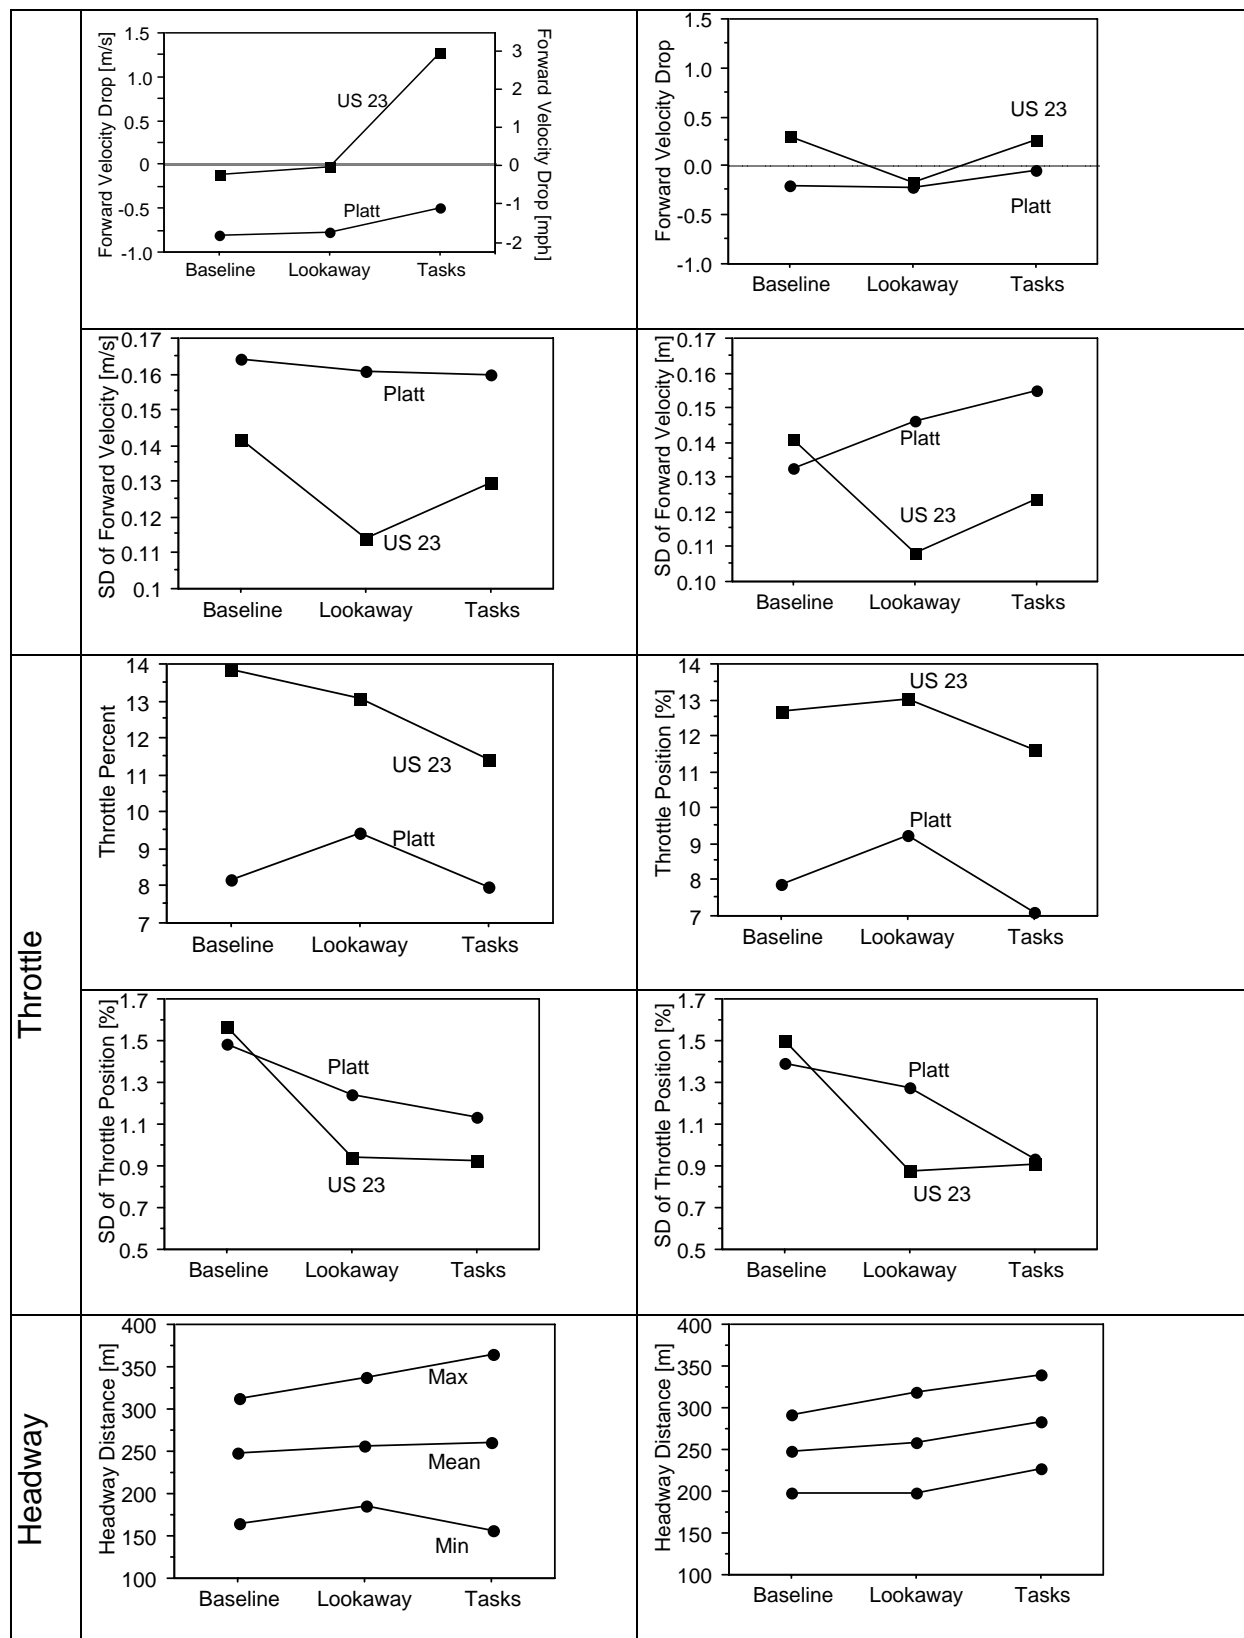 Forward Velocity Drop [m/s]
1.5
1.0
0.5
0
-0.5
-1.0
US 23
Platt
Baseline Lookaway Tasks
3
2
1
0
-1
-2
Forward Velocity Drop [mph]
Forward Velocity Drop
1.5
1.0
0.5
0.0
-0.5
-1.0
US 23
Platt
Baseline Lookaway Tasks
SD of Forward Velocity [m/s]
0.17
0.16
0.15
0.14
0.13
0.12
0.11
0.1
Platt
US 23
Baseline Lookaway Tasks
SD of Forward Velocity [m]
0.17
0.16
0.15
0.14
0.13
0.12
0.11
0.10
Platt
US 23
Baseline Lookaway Tasks
Throttle
Throttle Percent
14
13
12
11
10
9
8
7
US 23
Platt
Baseline Lookaway Tasks
Throttle Position [%]
14
13
12
11
10
9
8
7
US 23
Platt
Baseline Lookaway Tasks
SD of Throttle Position [%]
1.7
1.5
1.3
1.1
0.9
0.7
0.5
Platt
US 23
Baseline Lookaway Tasks
SD of Throttle Position [%]
1.7
1.5
1.3
1.1
0.9
0.7
0.5
Platt
US 23
Baseline Lookaway Tasks
Headway
Headway Distance [m]
400
350
300
250
200
150
100
Max
Mean
Min
Baseline Lookaway Tasks
Headway Distance [m]
400
350
300
250
200
150
100
Baseline Lookaway Tasks